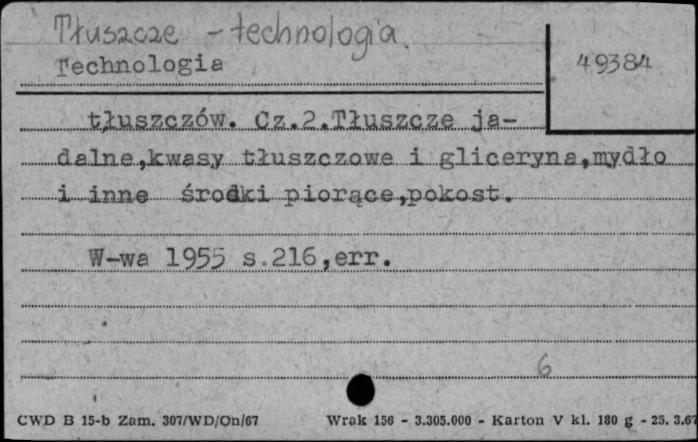 Tłuszcze - technologia.
49384
Technologia
tłuszczów. Cz.2.Tłuszcze ja-
dalne,kwasy tłuszczowe i gliceryna,mydło
i inne środki piorące,pokost.
W-wa 1955 s.216,err.
6
CWD B 15-b Zam. 307/WD/On/67 Wrak 156 - 3.305.000 - Karton V kl. 180 g - 25. 3.67